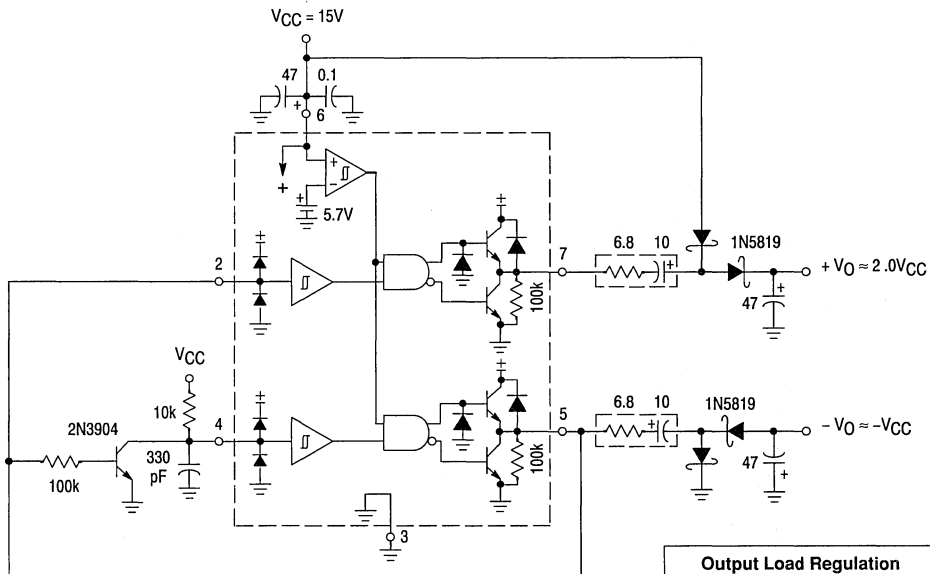 VCC = 15V
47
0.1
+
6
+
+
−
+
5.7V
+
2
7
6.8
10
+
1N5819
+ VO ≈ 2.0VCC
100k
47
+
VCC
10k
2N3904
4
+
+
5
6.8
+
10
1N5819
− VO ≈ −VCC
100k
330
pF
100k
47
+
3
Output Load Regulation